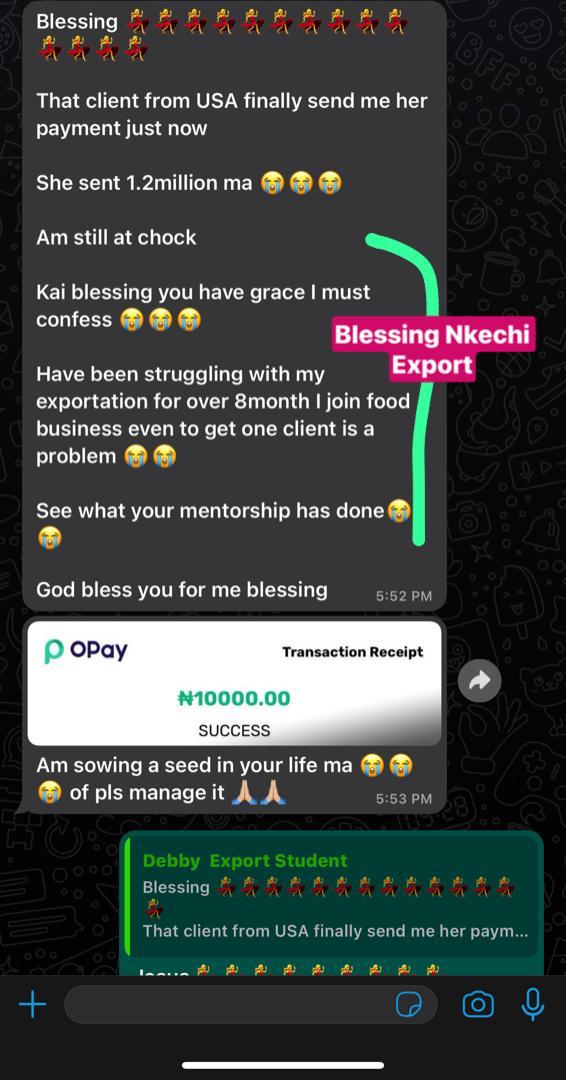 Blessing 💃💃💃💃💃💃💃💃💃💃
💃💃💃💃
That client from USA finally send me her
payment just now
She sent 1.2million ma 😭😭😭
Am still at chock
Kai blessing you have grace I must
confess 😭😭😭
Blessing Nkechi
Export
Have been struggling with my
exportation for over 8month I join food
business even to get one client is a
problem 😭😭
See what your mentorship has done😭
😭
God bless you for me blessing
5:52 PM
OPay
Transaction Receipt
₦10000.00
SUCCESS
Am sowing a seed in your life ma 😭😭
😭 of pls manage it 🙏🏼🙏🏼
5:53 PM
Debby Export Student
Blessing 💃💃💃💃💃💃💃💃💃💃💃💃
💃
That client from USA finally send me her paym...
Jesus 💃💃💃💃💃💃💃💃💃